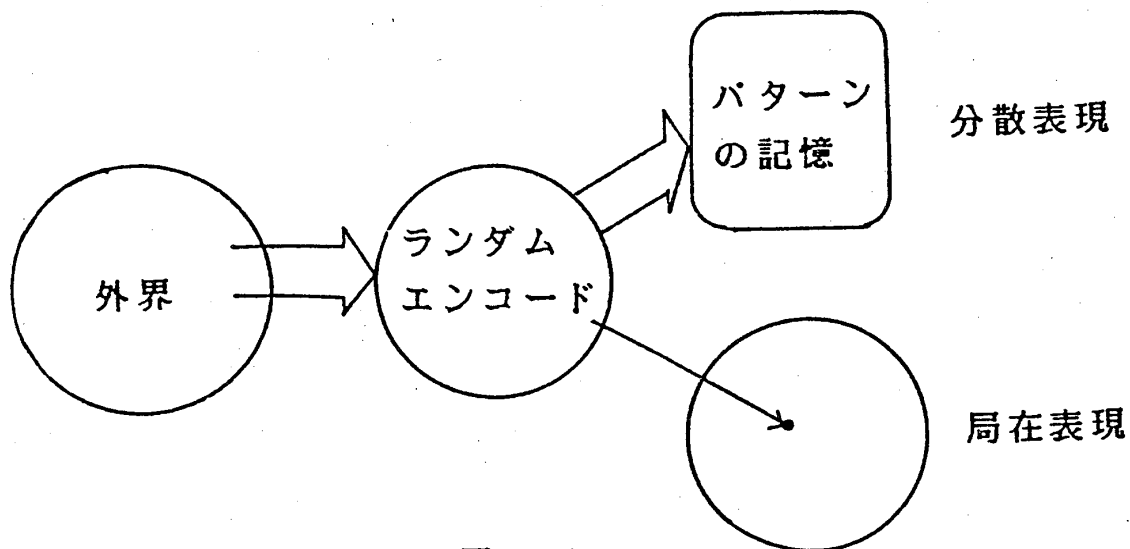 パターン
の記憶
分散表現
ランダム
エンコード
外界
局在表現